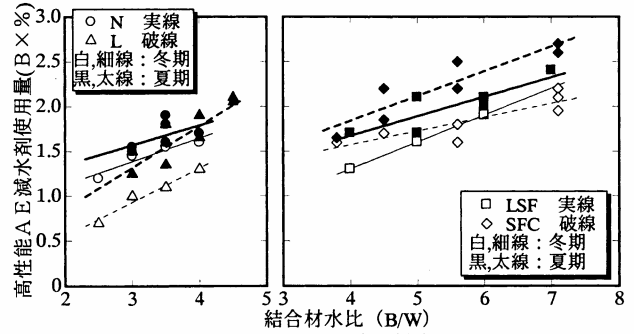 高性能AE減水剤使用量(B×%)
3.0
2.5
2.0
1.5
1.0
0.5
0
○ N 実線
△ L 破線
白,細線：冬期
黒,太線：夏期
□ LSF 実線
◇ SFC 破線
白,細線：冬期
黒,太線：夏期
2 3 4 5
3 4 5 6 7 8
結合材水比（B/W）